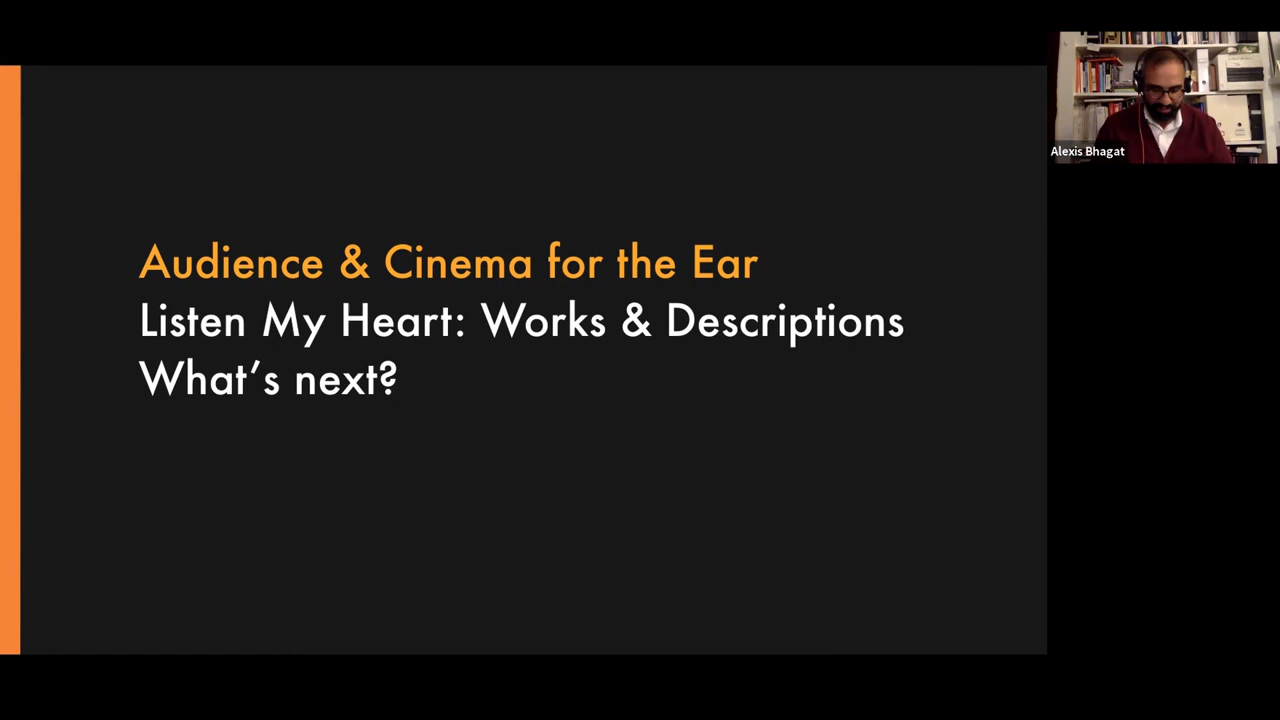 Audience & Cinema for the Ear
Listen My Heart: Works & Descriptions
What’s next?
Alexis Bhagat